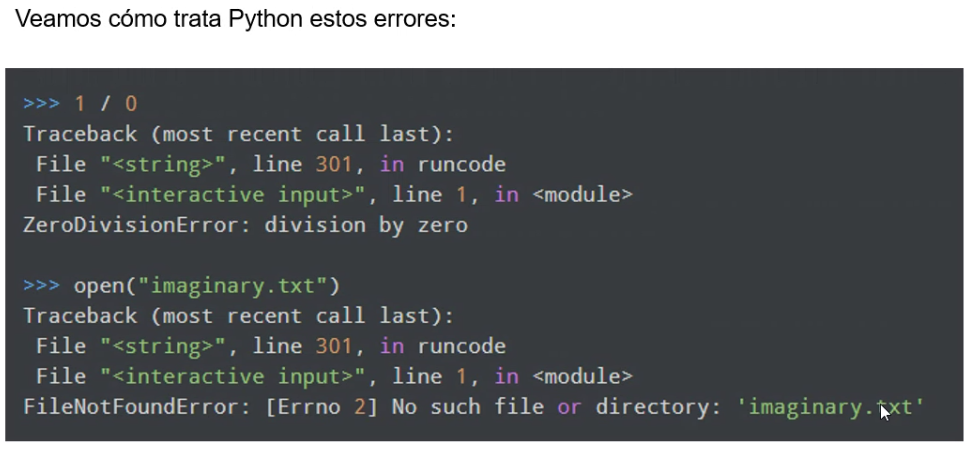 Veamos cómo trata Python estos errores:
>>> 1 / 0
Traceback (most recent call last):
 File "<string>", line 301, in runcode
 File "<interactive input>", line 1, in <module>
ZeroDivisionError: division by zero
>>> open("imaginary.txt")
Traceback (most recent call last):
 File "<string>", line 301, in runcode
 File "<interactive input>", line 1, in <module>
FileNotFoundError: [Errno 2] No such file or directory: 'imaginary.txt'